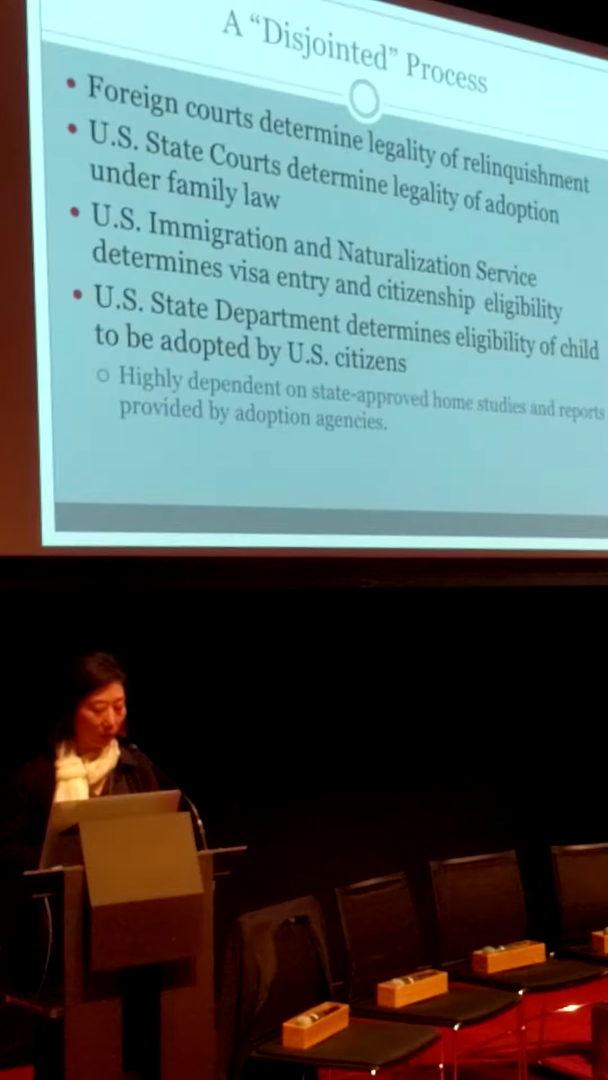 A “Disjointed” Process
• Foreign courts determine legality of relinquishment
• U.S. State Courts determine legality of adoption
under family law
• U.S. Immigration and Naturalization Service
determines visa entry and citizenship eligibility
• U.S. State Department determines eligibility of child
to be adopted by U.S. citizens
○ Highly dependent on state-approved home studies and reports
provided by adoption agencies.